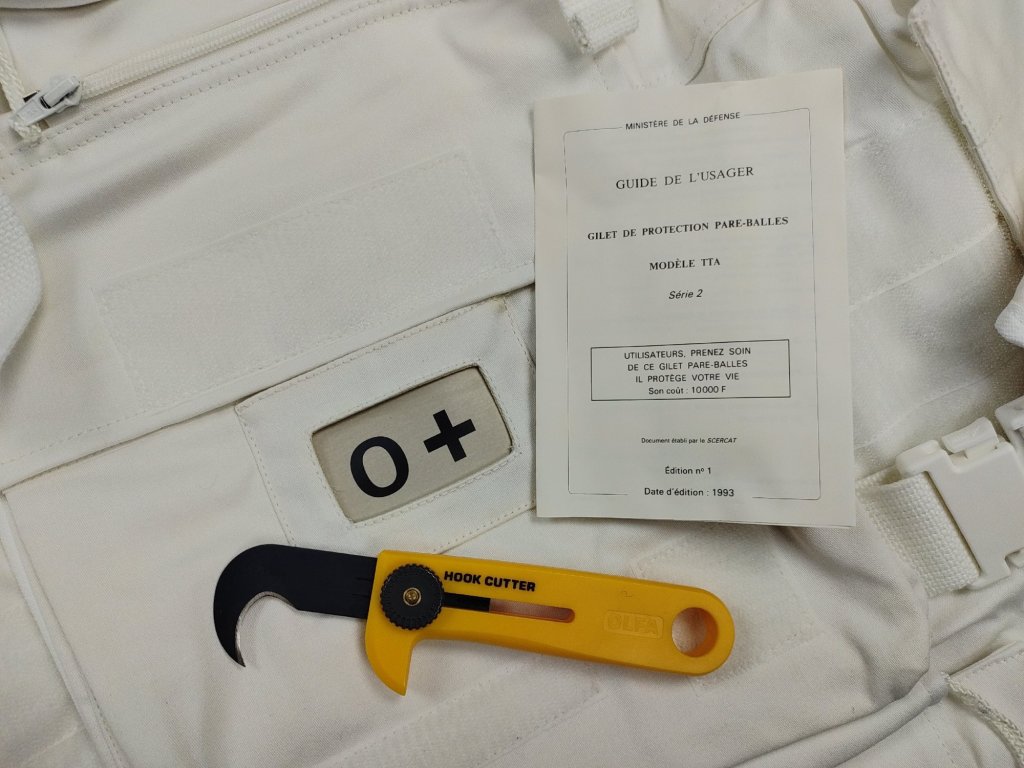 MINISTÈRE DE LA DÉFENSE
GUIDE DE L'USAGER
GILET DE PROTECTION PARE-BALLES
MODÈLE TTA
Série 2
UTILISATEURS, PRENEZ SOIN
DE CE GILET PARE-BALLES
IL PROTÈGE VOTRE VIE
Son coût : 10000 F
Document établi par le SCERCAT
Édition nº 1
Date d'édition : 1993
O+
HOOK CUTTER
OLFA